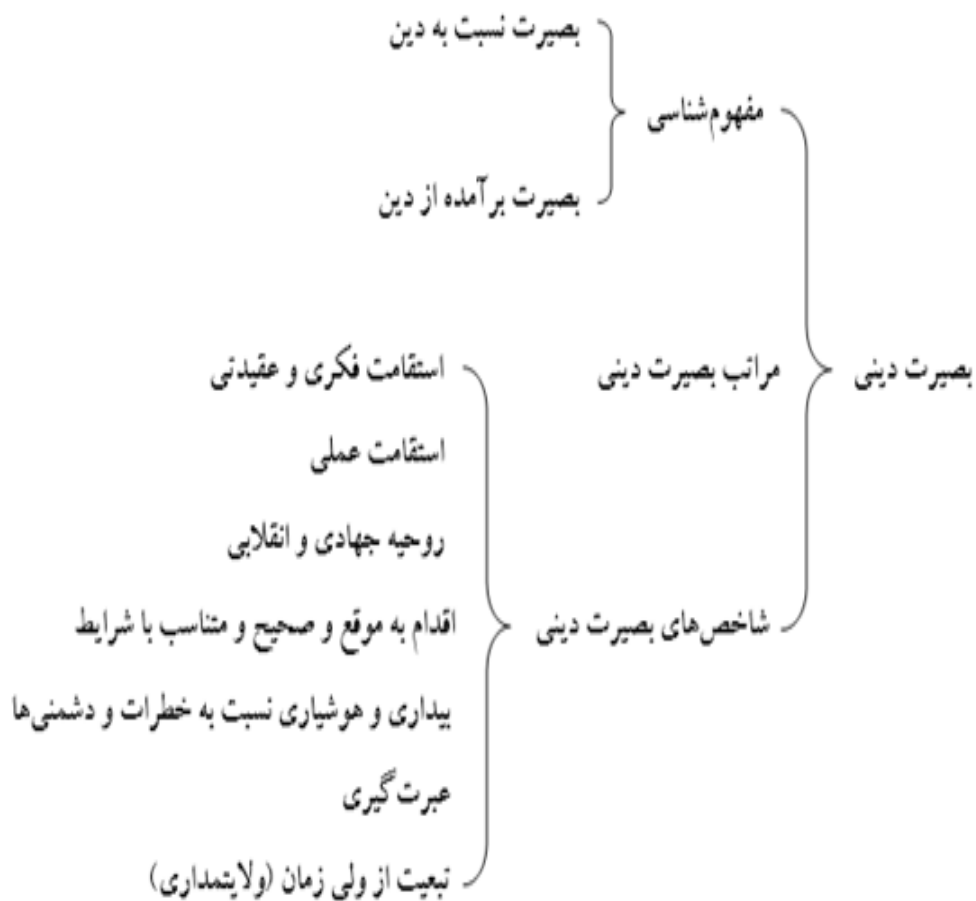 بصیرت نسبت به دین
مفهوم‌شناسی
بصیرت برآمده از دین
بصیرت دینی
مراتب بصیرت دینی
استقامت فکری و عقیدتی
استقامت عملی
روحیه جهادی و انقلابی
شاخص‌های بصیرت دینی
اقدام به موقع و صحیح و متناسب با شرایط
بیداری و هوشیاری نسبت به خطرات و دشمنی‌ها
عبرت‌گیری
تبعیت از ولی زمان (ولایتمداری)